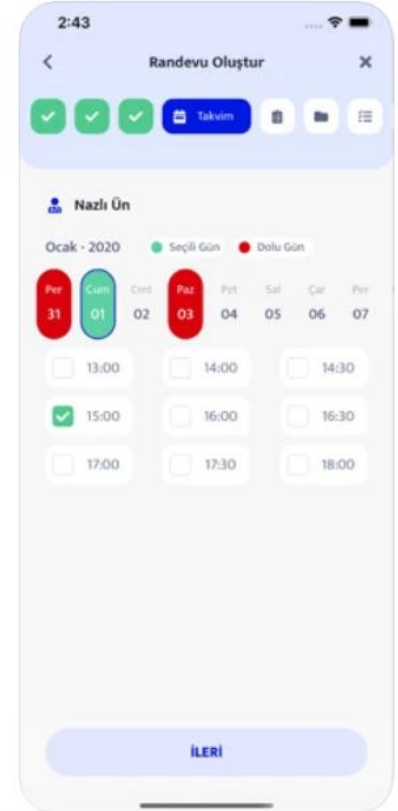 2:43
Randevu Oluştur
Takvim
Nazlı Ün
Ocak - 2020 Seçili Gün Dolu Gün
Per Cum Cmt Paz Pzt Sal Çar Per
31 01 02 03 04 05 06 07
13:00 14:00 14:30
15:00 16:00 16:30
17:00 17:30 18:00
İLERİ